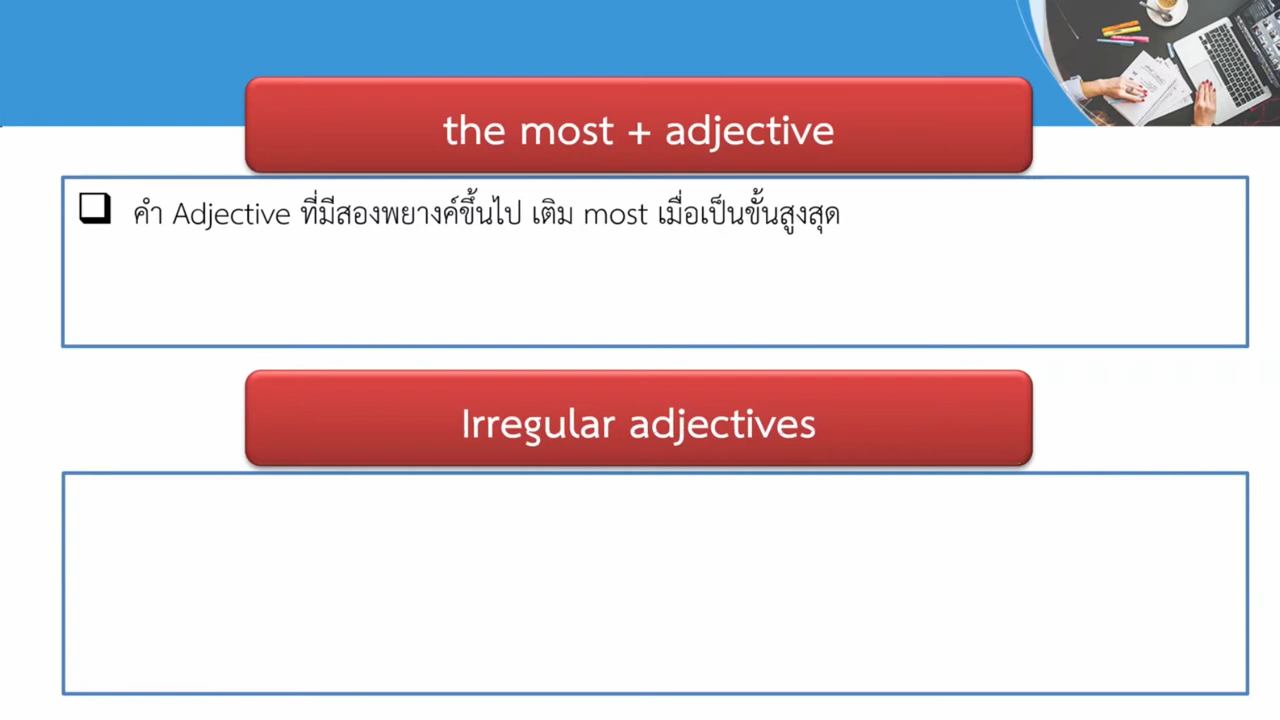 the most + adjective
คำ Adjective ที่มีสองพยางค์ขึ้นไป เติม most เมื่อเป็นขั้นสูงสุด
Irregular adjectives